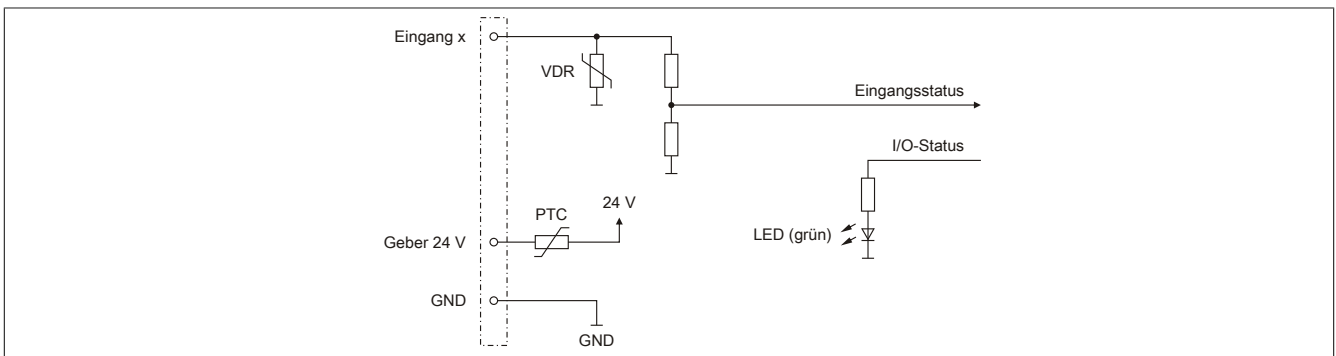 Eingang x
VDR
Eingangsstatus
I/O-Status
24 V
PTC
LED (grün)
Geber 24 V
GND
GND